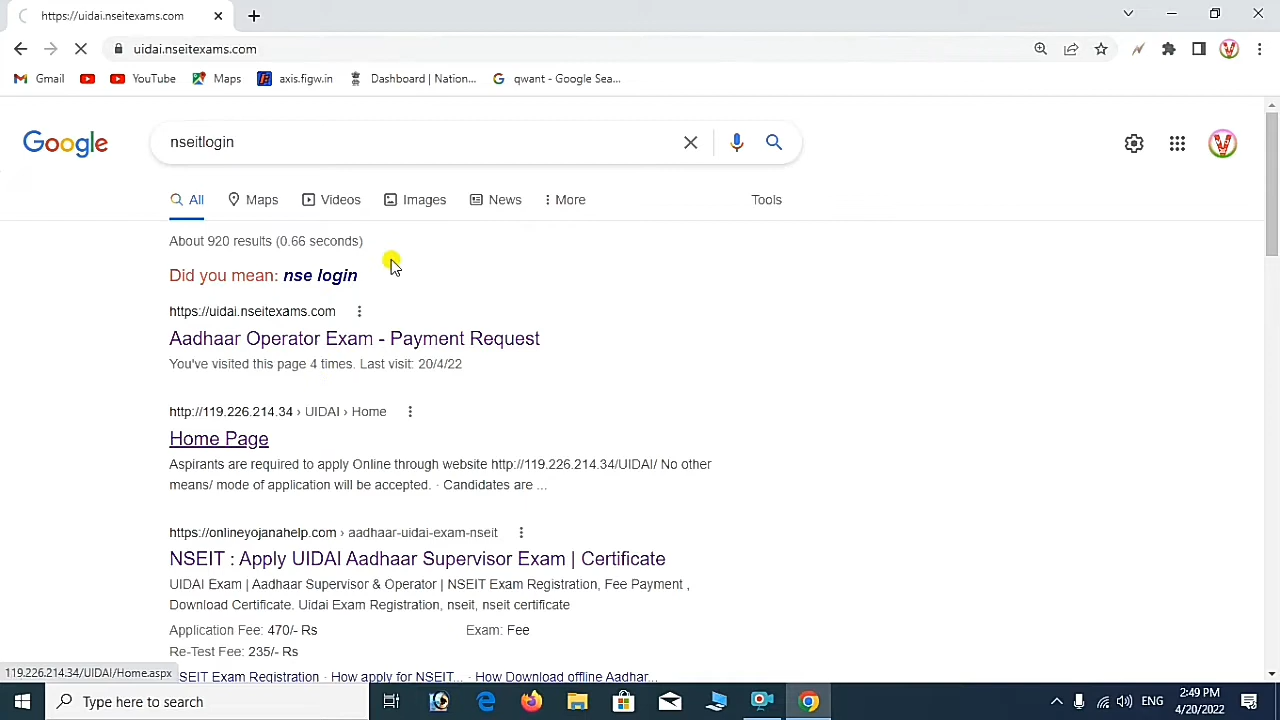 https://uidai.nseitexams.com
uidai.nseitexams.com
Gmail YouTube Maps axis.figw.in Dashboard | Nation... qwant - Google Sea...
Google nseitlogin
All Maps Videos Images News More Tools
About 920 results (0.66 seconds)
Did you mean: nse login
https://uidai.nseitexams.com
Aadhaar Operator Exam - Payment Request
You've visited this page 4 times. Last visit: 20/4/22
http://119.226.214.34 › UIDAI › Home
Home Page
Aspirants are required to apply Online through website http://119.226.214.34/UIDAI/ No other
means/ mode of application will be accepted. · Candidates are ...
https://onlineyojanahelp.com › aadhaar-uidai-exam-nseit
NSEIT : Apply UIDAI Aadhaar Supervisor Exam | Certificate
UIDAI Exam | Aadhaar Supervisor & Operator | NSEIT Exam Registration, Fee Payment ,
Download Certificate. Uidai Exam Registration, nseit, nseit certificate
Application Fee: 470/- Rs Exam: Fee
Re-Test Fee: 235/- Rs
119.226.214.34/UIDAI/Home.aspx SEIT Exam Registration · How apply for NSEIT... · How Download offline Aadhar...
Type here to search ENG 2:49 PM
4/20/2022